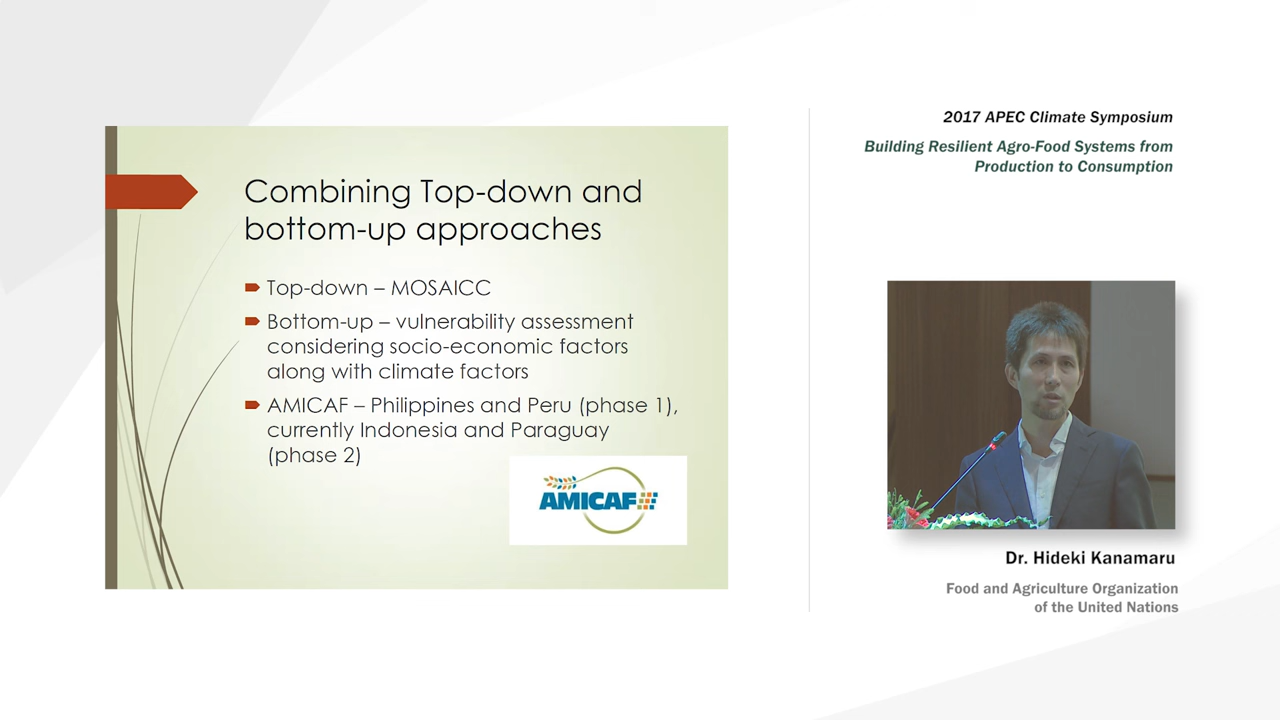 Combining Top-down and
bottom-up approaches
Top-down – MOSAICC
Bottom-up – vulnerability assessment
considering socio-economic factors
along with climate factors
AMICAF – Philippines and Peru (phase 1),
currently Indonesia and Paraguay
(phase 2)
AMICAF
2017 APEC Climate Symposium
Building Resilient Agro-Food Systems from
Production to Consumption
Dr. Hideki Kanamaru
Food and Agriculture Organization
of the United Nations